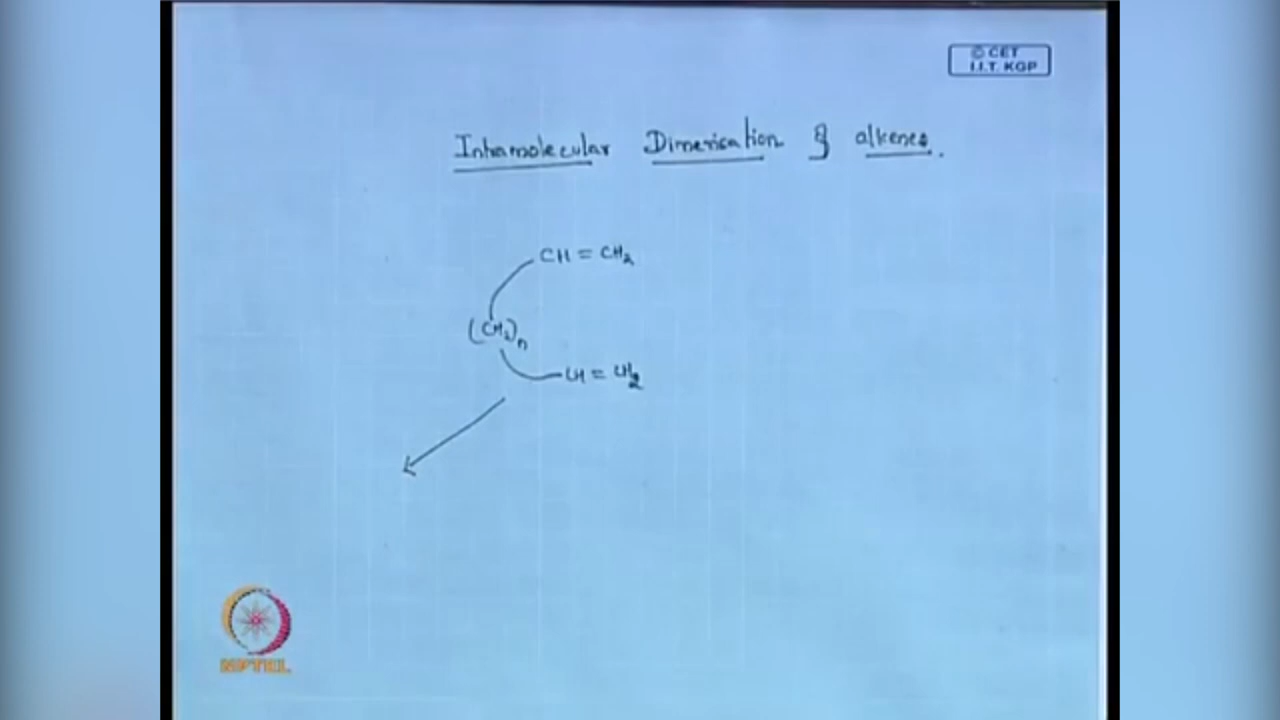 © CET
I.I.T. KGP
Intramolecular Dimerisation of alkenes.
CH = CH2
(CH2)n
CH = CH2
NPTEL